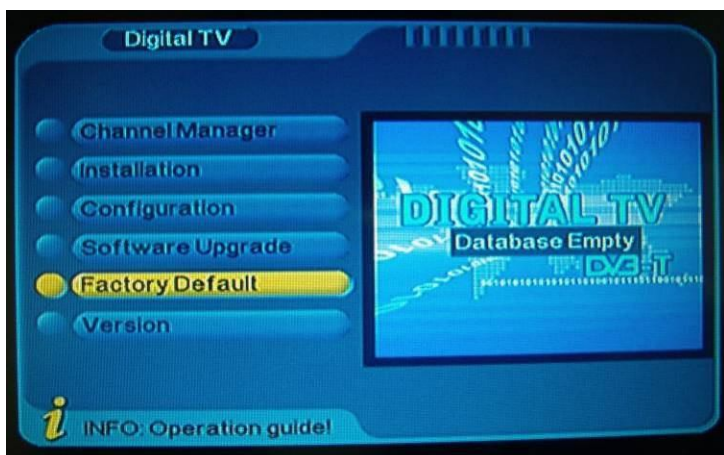 Digital TV
Channel Manager
Installation
Configuration
Software Upgrade
Factory Default
Version
DIGITAL TV
Database Empty
DVB-T
INFO: Operation guide!